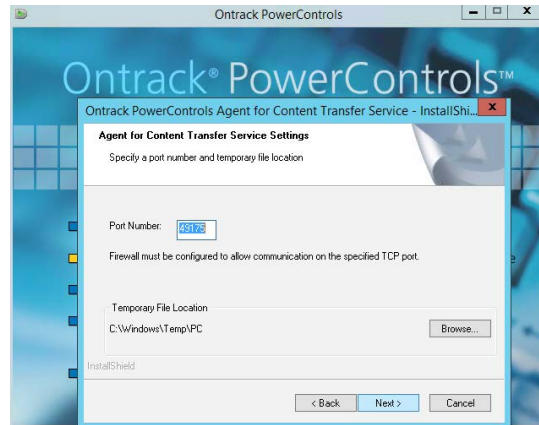 Ontrack PowerControls
Ontrack® PowerControls™
Ontrack PowerControls Agent for Content Transfer Service - InstallShi...
Agent for Content Transfer Service Settings
Specify a port number and temporary file location
Port Number: 49175
Firewall must be configured to allow communication on the specified TCP port.
Temporary File Location
C:\Windows\Temp\PC
Browse...
InstallShield
< Back Next > Cancel